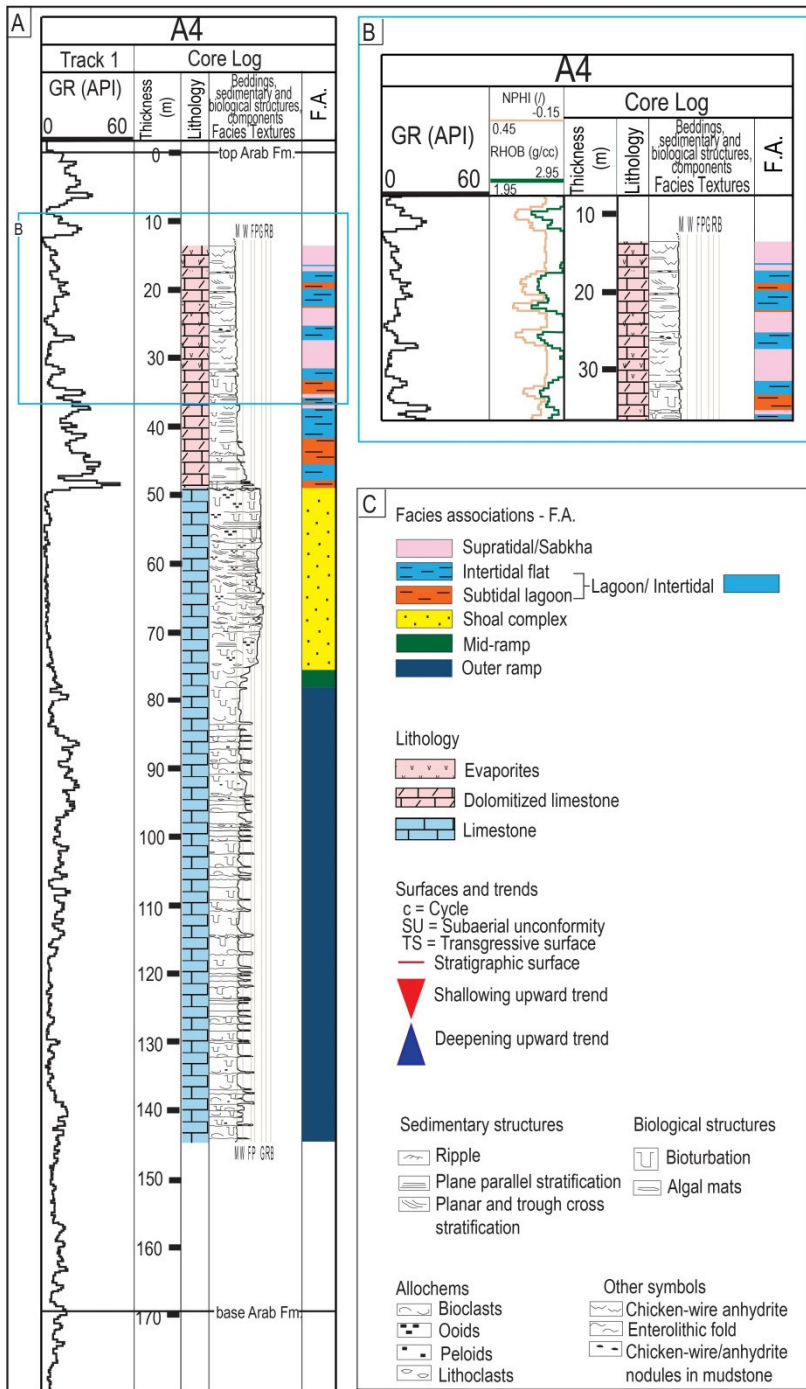 A
A4
Track 1
Core Log
GR (API)
0
60
Thickness
(m)
Lithology
Beddings,
sedimentary and
biological structures,
components
Facies Textures
F.A.
0
top Arab Fm.
10
B
M W F P G R B
20
30
40
50
60
70
80
90
100
110
120
130
140
M W F P G R B
150
160
base Arab Fm.
170
B
A4
GR (API)
0
60
NPHI (/)
-0.15
0.45
RHOB (g/cc)
2.95
1.95
Thickness
(m)
Core Log
Lithology
Beddings,
sedimentary and
biological structures,
components
Facies Textures
F.A.
10
M W F P G R B
20
30
C
Facies associations - F.A.
Supratidal/Sabkha
Intertidal flat
Subtidal lagoon
Lagoon/ Intertidal
Shoal complex
Mid-ramp
Outer ramp
Lithology
Evaporites
Dolomitized limestone
Limestone
Surfaces and trends
c = Cycle
SU = Subaerial unconformity
TS = Transgressive surface
Stratigraphic surface
Shallowing upward trend
Deepening upward trend
Sedimentary structures
Ripple
Plane parallel stratification
Planar and trough cross
stratification
Biological structures
Bioturbation
Algal mats
Allochems
Bioclasts
Ooids
Peloids
Lithoclasts
Other symbols
Chicken-wire anhydrite
Enterolithic fold
Chicken-wire/anhydrite
nodules in mudstone